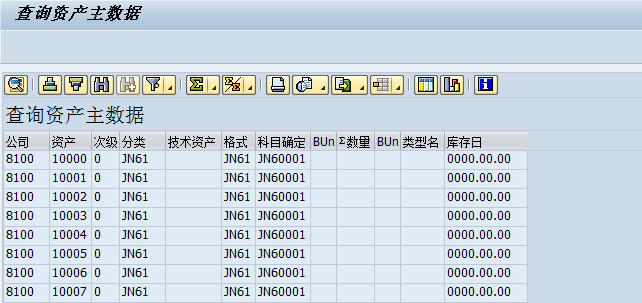 查询资产主数据
查询资产主数据
公司 资产 次级 分类 技术资产 格式 科目确定 BUn Σ数量 BUn 类型名 库存日
8100 10000 0 JN61 JN61 JN60001 0000.00.00
8100 10001 0 JN61 JN61 JN60001 0000.00.00
8100 10002 0 JN61 JN61 JN60001 0000.00.00
8100 10003 0 JN61 JN61 JN60001 0000.00.00
8100 10004 0 JN61 JN61 JN60001 0000.00.00
8100 10005 0 JN61 JN61 JN60001 0000.00.00
8100 10006 0 JN61 JN61 JN60001 0000.00.00
8100 10007 0 JN61 JN61 JN60001 0000.00.00